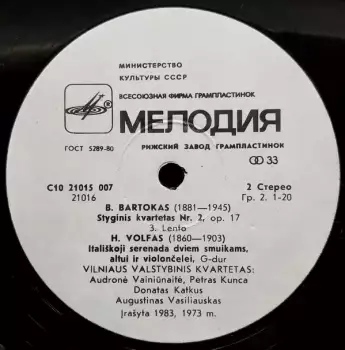 МИНИСТЕРСТВО
КУЛЬТУРЫ СССР
ВСЕСОЮЗНАЯ ФИРМА ГРАМПЛАСТИНОК
МЕЛОДИЯ
ГОСТ 5289-80 РИЖСКИЙ ЗАВОД ГРАМПЛАСТИНОК 33
С10 21015 007 2 Стерео
21016 Гр. 2. 1-20
B. BARTOKAS (1881—1945)
Styginis kvartetas Nr. 2, op. 17
3. Lento
H. VOLFAS (1860—1903)
Itališkoji serenada dviem smuikams,
altui ir violončelei, G-dur
VILNIAUS VALSTYBINIS KVARTETAS:
Audronė Vainiūnaitė, Petras Kunca
Donatas Katkus
Augustinas Vasiliauskas
Įrašyta 1983, 1973 m.